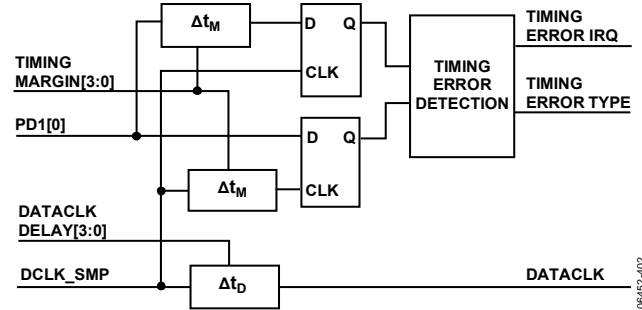 Δt_M
D
Q
CLK
TIMING
MARGIN[3:0]
TIMING
ERROR
DETECTION
TIMING
ERROR IRQ
TIMING
ERROR TYPE
PD1[0]
D
Q
CLK
Δt_M
DATACLK
DELAY[3:0]
DCLK_SMP
Δt_D
DATACLK
06452-402